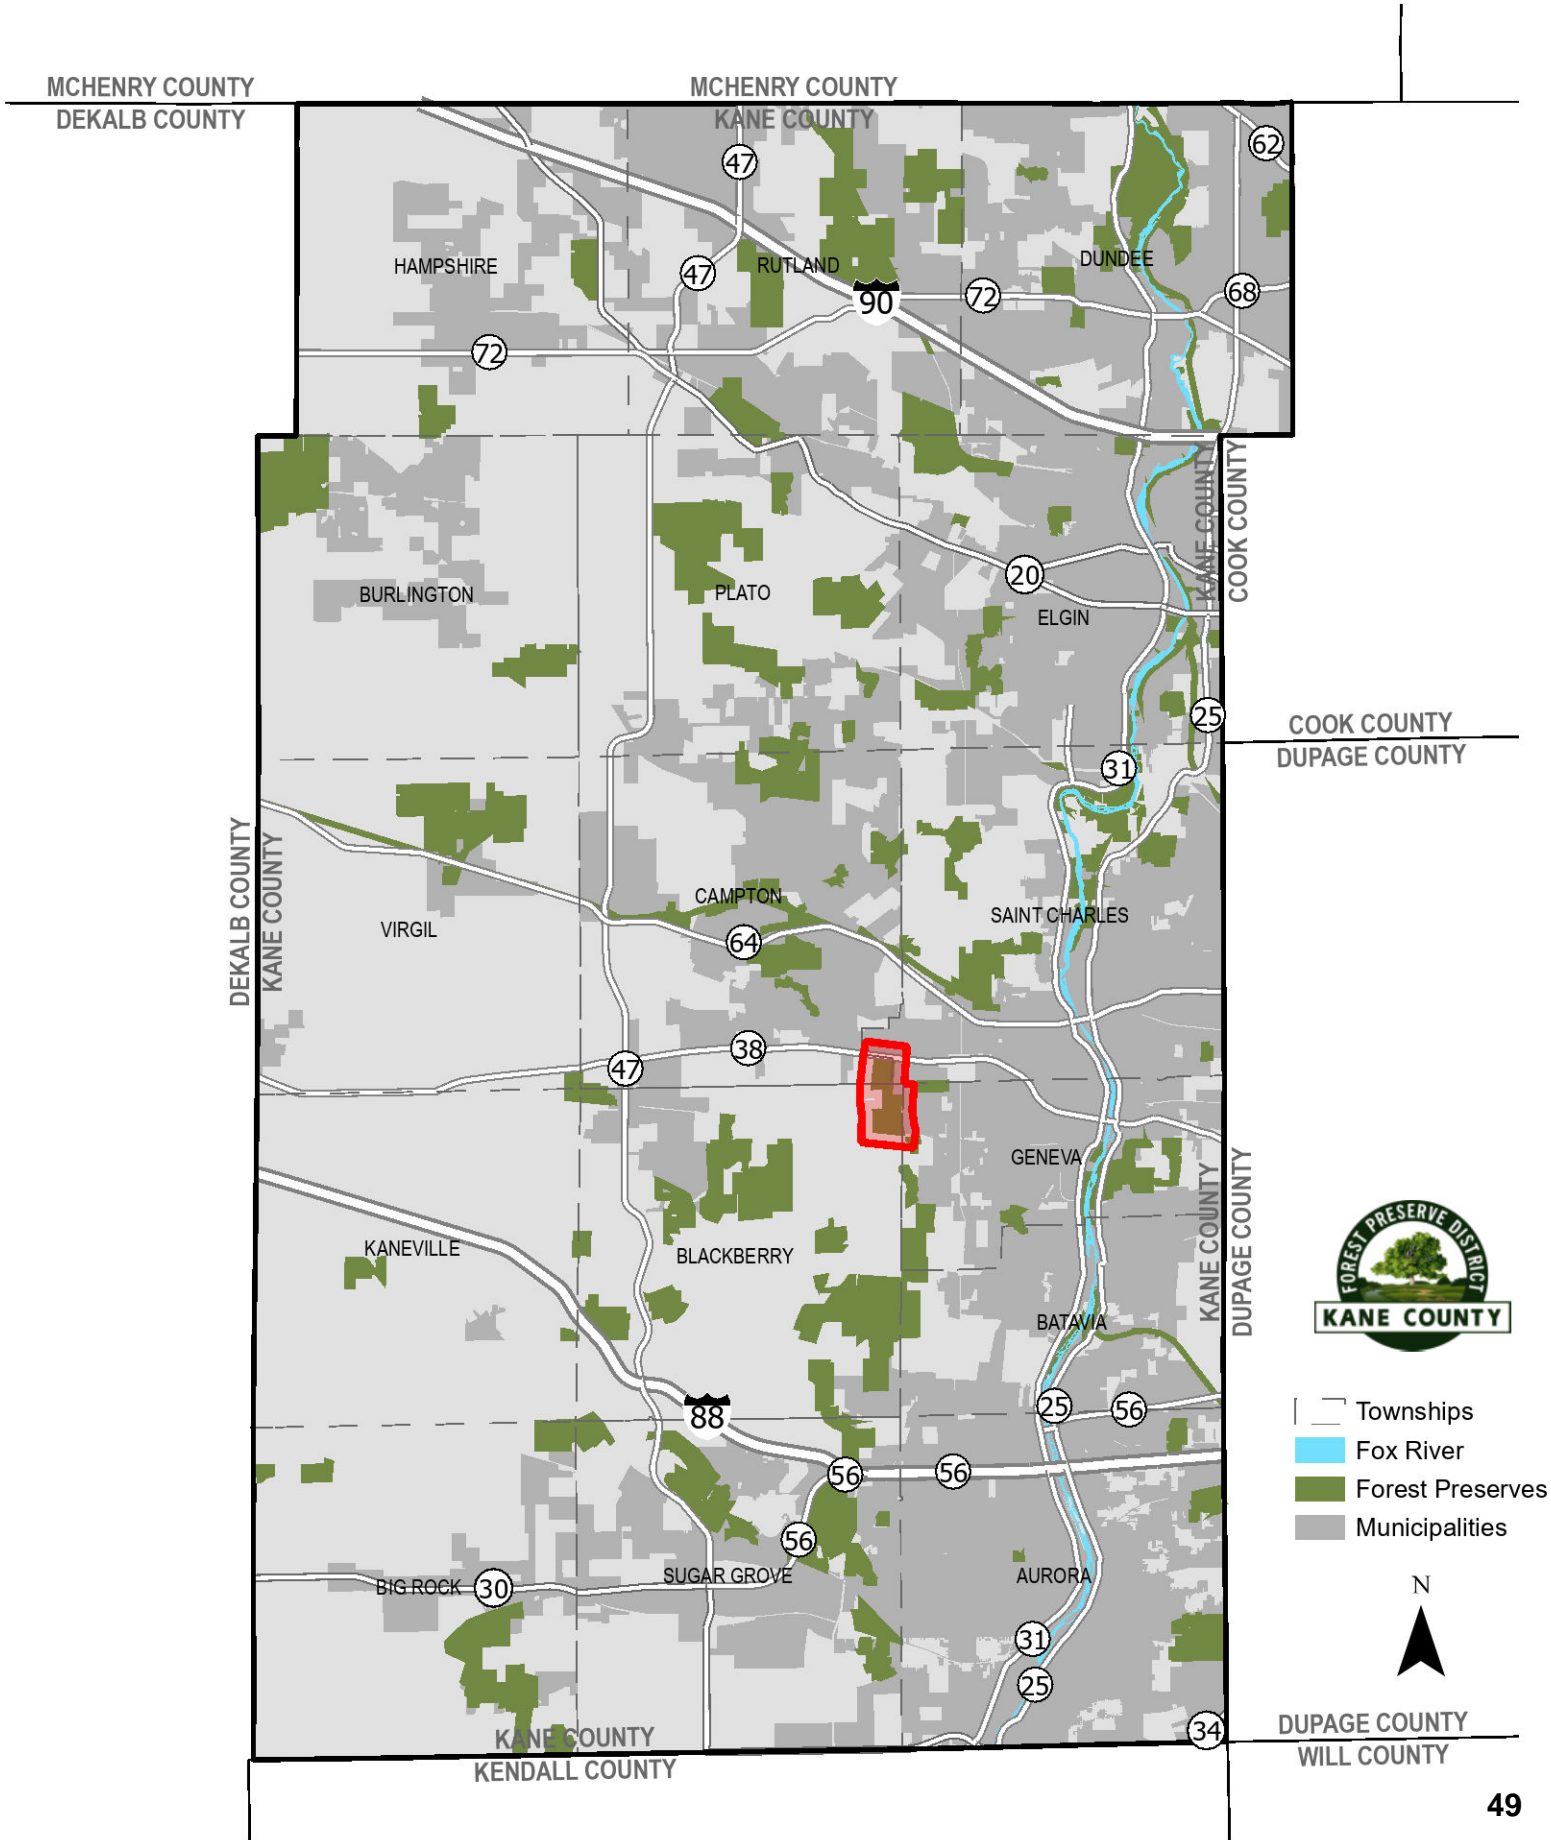 MCHENRY COUNTY
DEKALB COUNTY
MCHENRY COUNTY
KANE COUNTY
62
47
HAMPSHIRE
47
RUTLAND
DUNDEE
90
72
68
72
KANE COUNTY
COOK COUNTY
BURLINGTON
PLATO
20
ELGIN
25
COOK COUNTY
DUPAGE COUNTY
31
DEKALB COUNTY
KANE COUNTY
VIRGIL
CAMPTON
64
SAINT CHARLES
47
38
GENEVA
KANE COUNTY
DUPAGE COUNTY
KANEVILLE
BLACKBERRY
BATAVIA
FOREST PRESERVE DISTRICT
KANE COUNTY
88
25
56
56
56
56
Townships
Fox River
Forest Preserves
Municipalities
BIG ROCK
30
SUGAR GROVE
AURORA
31
25
N
34
KANE COUNTY
KENDALL COUNTY
DUPAGE COUNTY
WILL COUNTY
49